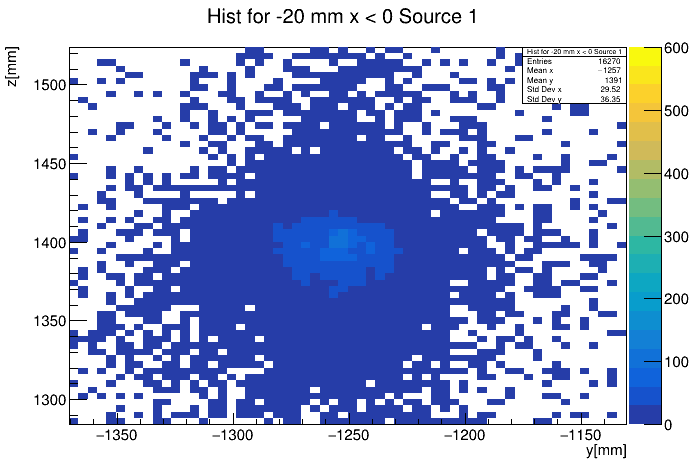 Hist for -20 mm x < 0 Source 1
z[mm]
Hist for -20 mm x < 0 Source 1
Entries 16270
Mean x −1257
Mean y 1391
Std Dev x 29.52
Std Dev y 36.35
1500
1450
1400
1350
1300
600
500
400
300
200
100
0
−1350 −1300 −1250 −1200 −1150
y[mm]